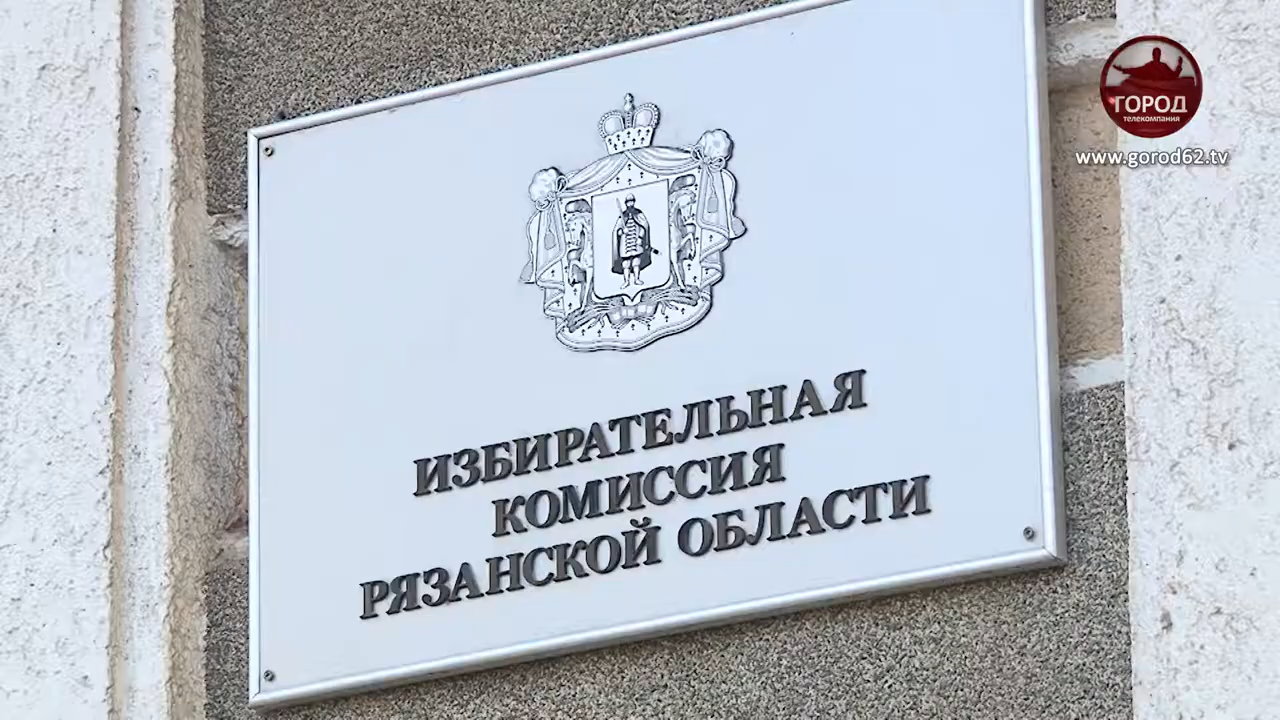 ГОРОД
телекомпания
www.gorod62.tv
ИЗБИРАТЕЛЬНАЯ
КОМИССИЯ
РЯЗАНСКОЙ ОБЛАСТИ